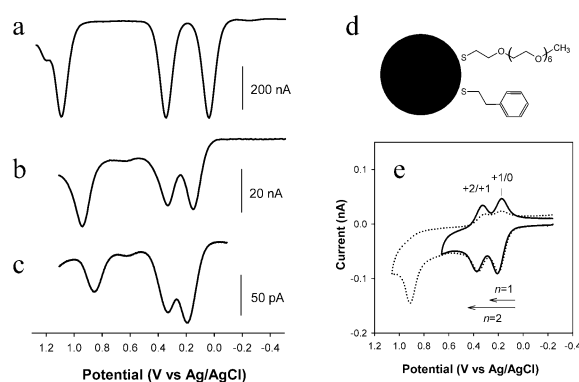 a
200 nA
b
20 nA
c
50 pA
1.2 1.0 0.8 0.6 0.4 0.2 0.0 -0.2 -0.4
Potential (V vs Ag/AgCl)
d
S O O CH3
6
S
e
0.1
0.0
-0.1
-0.2
Current (nA)
+2/+1
+1/0
n=1
n=2
1.2 1.0 0.8 0.6 0.4 0.2 0.0 -0.2 -0.4
Potential (V vs Ag/AgCl)